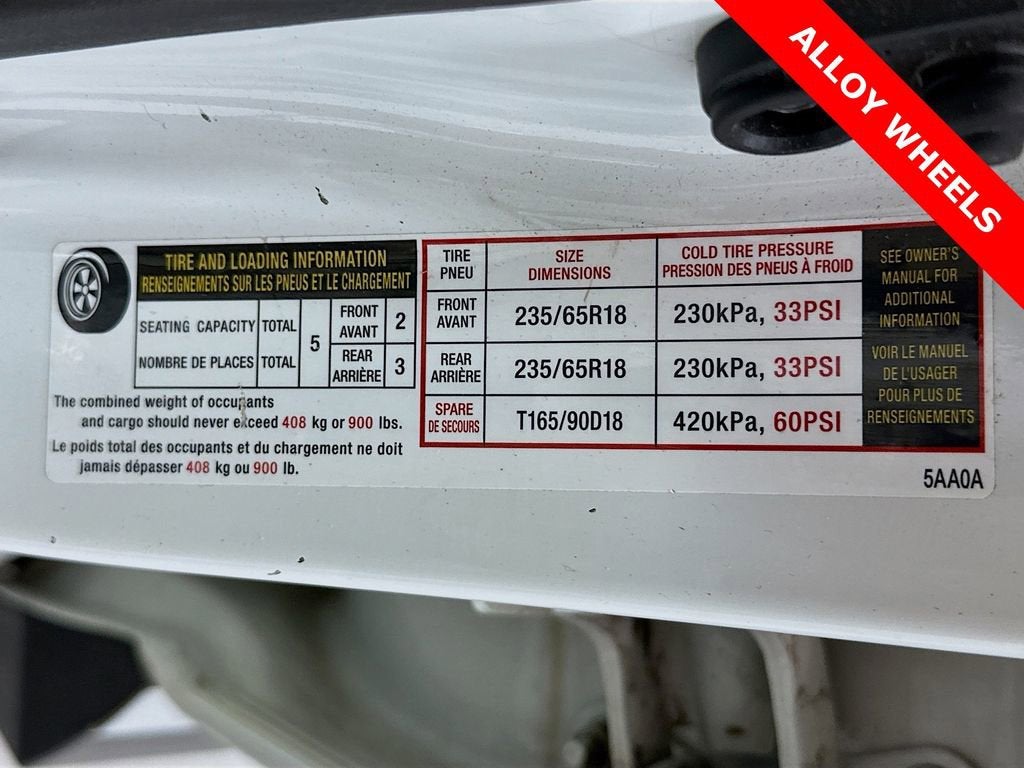 ALLOY WHEELS
TIRE AND LOADING INFORMATION
RENSEIGNEMENTS SUR LES PNEUS ET LE CHARGEMENT
SEATING CAPACITY TOTAL
NOMBRE DE PLACES TOTAL
5
FRONT
AVANT
2
REAR
ARRIÈRE
3
The combined weight of occupants
and cargo should never exceed 408 kg or 900 lbs.
Le poids total des occupants et du chargement ne doit
jamais dépasser 408 kg ou 900 lb.
TIRE
PNEU
SIZE
DIMENSIONS
COLD TIRE PRESSURE
PRESSION DES PNEUS À FROID
FRONT
AVANT
235/65R18
230kPa, 33PSI
REAR
ARRIÈRE
235/65R18
230kPa, 33PSI
SPARE
DE SECOURS
T165/90D18
420kPa, 60PSI
SEE OWNER'S
MANUAL FOR
ADDITIONAL
INFORMATION
VOIR LE MANUEL
DE L'USAGER
POUR PLUS DE
RENSEIGNEMENTS
5AA0A